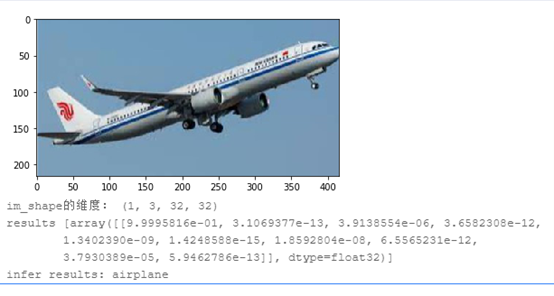 0
50
100
150
200
0 50 100 150 200 250 300 350 400
im_shape的维度： (1, 3, 32, 32)
results [array([[9.9995816e-01, 3.1069377e-13, 3.9138554e-06, 3.6582308e-12,
1.3402390e-09, 1.4248588e-15, 1.8592804e-08, 6.5565231e-12,
3.7930389e-05, 5.9462786e-13]], dtype=float32)]
infer results: airplane